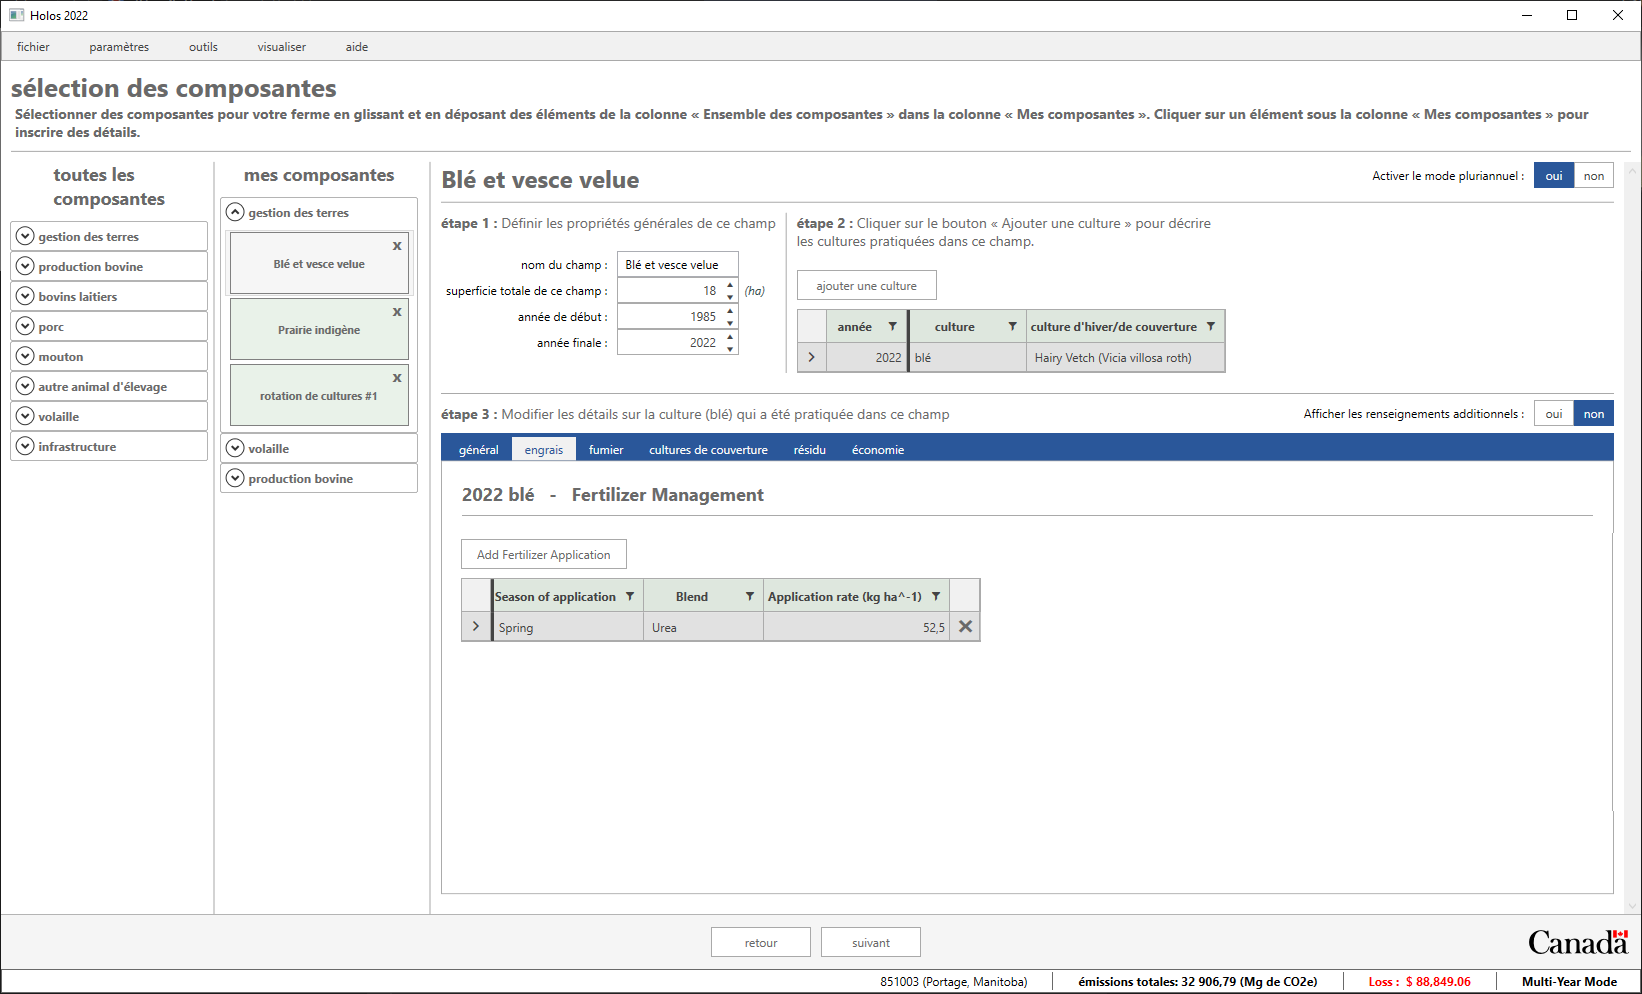 Holos 2022
fichier paramètres outils visualiser aide
sélection des composantes
Sélectionner des composantes pour votre ferme en glissant et en déposant des éléments de la colonne « Ensemble des composantes » dans la colonne « Mes composantes ». Cliquer sur un élément sous la colonne « Mes composantes » pour
inscrire des détails.
toutes les
composantes
gestion des terres
production bovine
bovins laitiers
porc
mouton
autre animal d'élevage
volaille
infrastructure
mes composantes
gestion des terres
x
Blé et vesce velue
x
Prairie indigène
x
rotation de cultures #1
volaille
production bovine
Blé et vesce velue
Activer le mode pluriannuel : oui non
étape 1 : Définir les propriétés générales de ce champ
nom du champ : Blé et vesce velue
superficie totale de ce champ : 18 (ha)
année de début : 1985
année finale : 2022
étape 2 : Cliquer sur le bouton « Ajouter une culture » pour décrire
les cultures pratiquées dans ce champ.
ajouter une culture
année culture culture d'hiver/de couverture
2022 blé Hairy Vetch (Vicia villosa roth)
étape 3 : Modifier les détails sur la culture (blé) qui a été pratiquée dans ce champ
Afficher les renseignements additionnels : oui non
général engrais fumier cultures de couverture résidu économie
2022 blé - Fertilizer Management
Add Fertilizer Application
Season of application Blend Application rate (kg ha^-1)
Spring Urea 52,5
retour suivant
Canada
851003 (Portage, Manitoba) émissions totales: 32 906,79 (Mg de CO2e) Loss : $ 88,849.06 Multi-Year Mode